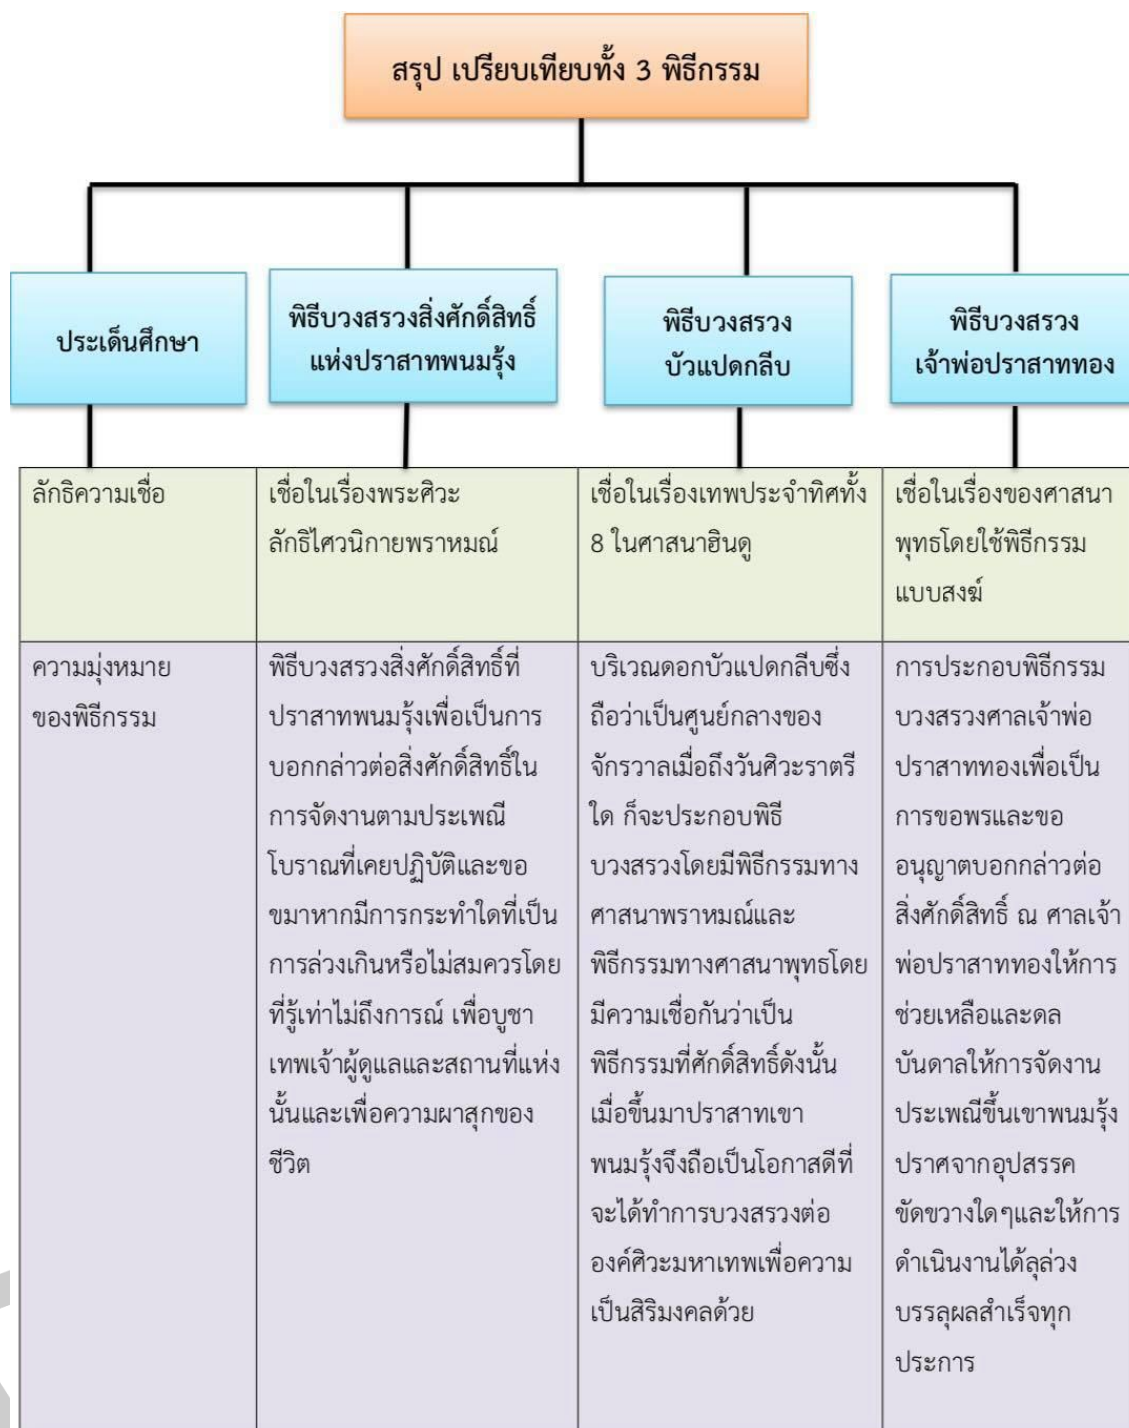 สรุป เปรียบเทียบทั้ง 3 พิธีกรรม
ประเด็นศึกษา
พิธีบวงสรวงสิ่งศักดิ์สิทธิ์
แห่งปราสาทพนมรุ้ง
พิธีบวงสรวง
บัวแปดกลีบ
พิธีบวงสรวง
เจ้าพ่อปราสาททอง
ลักธิความเชื่อ
เชื่อในเรื่องพระศิวะ
ลักธิไศวนิกายพราหมณ์
เชื่อในเรื่องเทพประจำทิศทั้ง
8 ในศาสนาฮินดู
เชื่อในเรื่องของศาสนา
พุทธโดยใช้พิธีกรรม
แบบสงฆ์
ความมุ่งหมาย
ของพิธีกรรม
พิธีบวงสรวงสิ่งศักดิ์สิทธิ์ที่
ปราสาทพนมรุ้งเพื่อเป็นการ
บอกกล่าวต่อสิ่งศักดิ์สิทธิ์ใน
การจัดงานตามประเพณี
โบราณที่เคยปฏิบัติและขอ
ขมาหากมีการกระทำใดที่เป็น
การล่วงเกินหรือไม่สมควรโดย
ที่รู้เท่าไม่ถึงการณ์ เพื่อบูชา
เทพเจ้าผู้ดูแลและสถานที่แห่ง
นั้นและเพื่อความผาสุกของ
ชีวิต
บริเวณดอกบัวแปดกลีบซึ่ง
ถือว่าเป็นศูนย์กลางของ
จักรวาลเมื่อถึงวันศิวะราตรี
ใด ก็จะประกอบพิธี
บวงสรวงโดยมีพิธีกรรมทาง
ศาสนาพราหมณ์และ
พิธีกรรมทางศาสนาพุทธโดย
มีความเชื่อกันว่าเป็น
พิธีกรรมที่ศักดิ์สิทธิ์ดังนั้น
เมื่อขึ้นมาปราสาทเขา
พนมรุ้งจึงถือเป็นโอกาสดีที่
จะได้ทำการบวงสรวงต่อ
องค์ศิวะมหาเทพเพื่อความ
เป็นสิริมงคลด้วย
การประกอบพิธีกรรม
บวงสรวงศาลเจ้าพ่อ
ปราสาททองเพื่อเป็น
การขอพรและขอ
อนุญาตบอกกล่าวต่อ
สิ่งศักดิ์สิทธิ์ ณ ศาลเจ้า
พ่อปราสาททองให้การ
ช่วยเหลือและดล
บันดาลให้การจัดงาน
ประเพณีขึ้นเขาพนมรุ้ง
ปราศจากอุปสรรค
ขัดขวางใดๆและให้การ
ดำเนินงานได้ลุล่วง
บรรลุผลสำเร็จทุก
ประการ